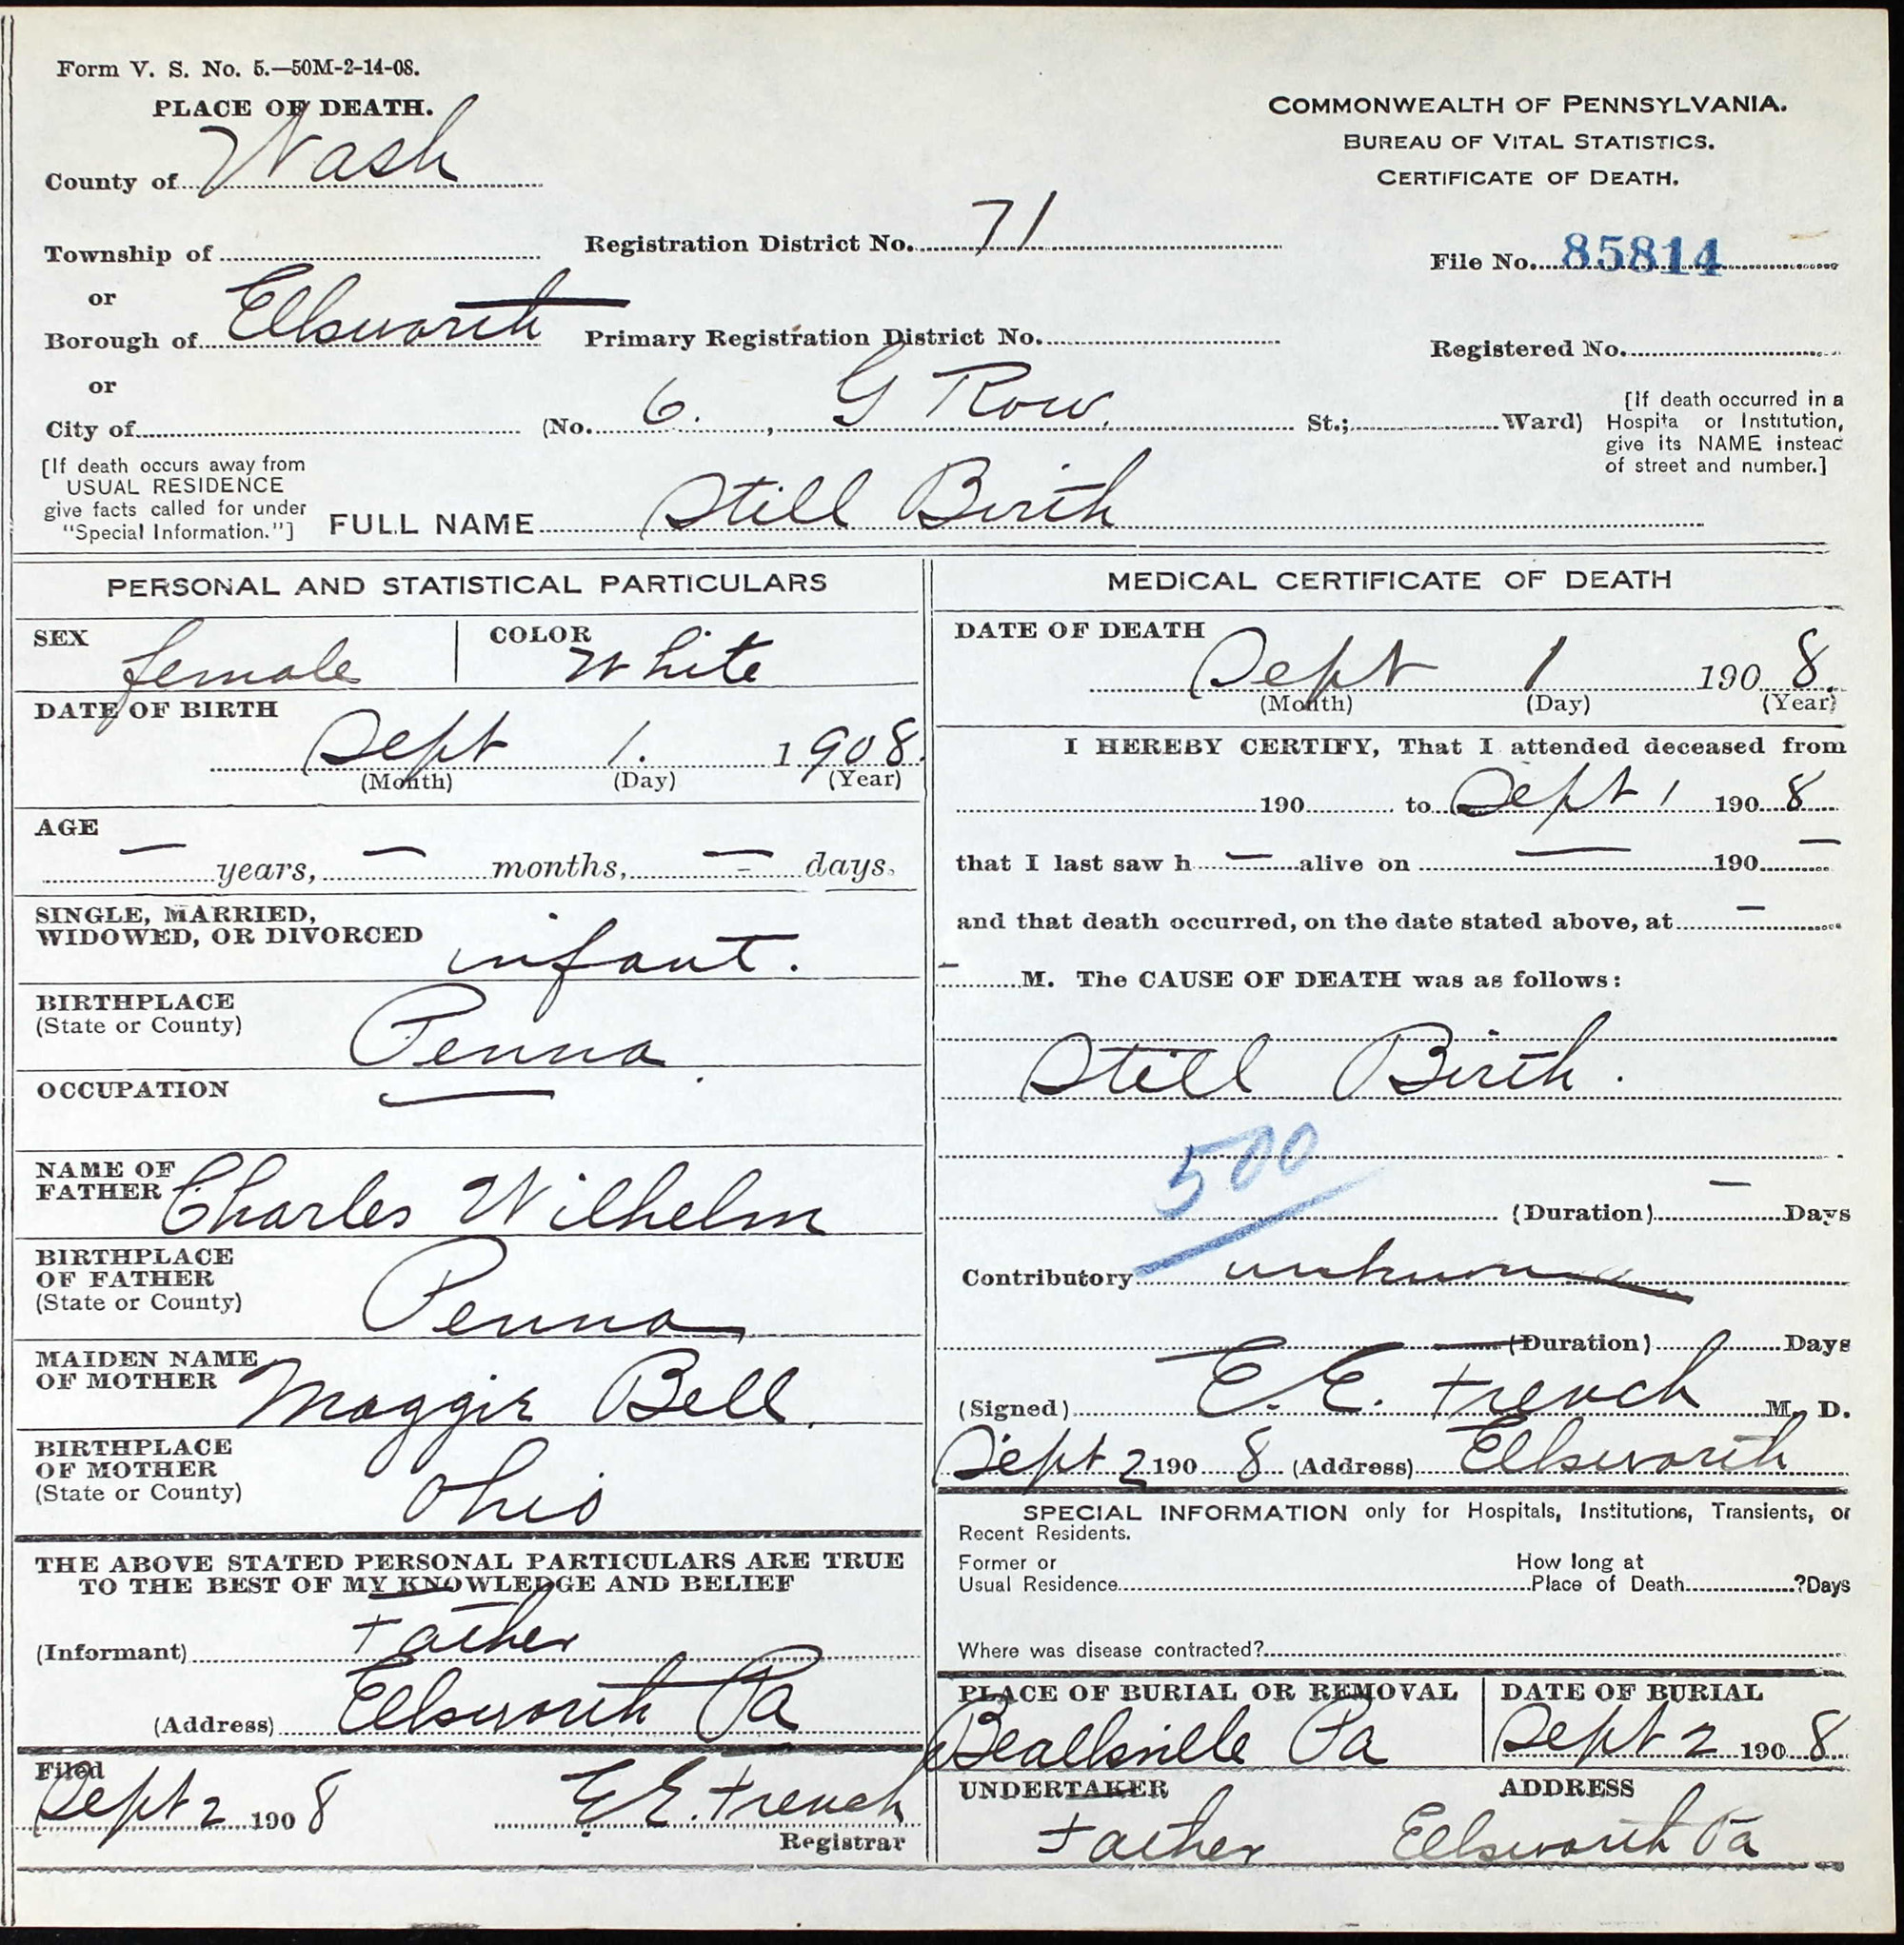 Form V. S. No. 5.—50M-2-14-08.
PLACE OF DEATH.
COMMONWEALTH OF PENNSYLVANIA.
BUREAU OF VITAL STATISTICS.
CERTIFICATE OF DEATH.
County of Wash
Township of
Registration District No. 71
File No. 85814
or
Borough of Ellsworth
Primary Registration District No.
Registered No.
or
City of
(No. 6. , G Row, St.; Ward)
[If death occurred in a
Hospita or Institution,
give its NAME instead
of street and number.]
[If death occurs away from
USUAL RESIDENCE
give facts called for under
"Special Information."]
FULL NAME Still Birth
PERSONAL AND STATISTICAL PARTICULARS
SEX female
COLOR White
DATE OF BIRTH
Sept 1. 1908.
(Month) (Day) (Year)
AGE
— years, — months, — days.
SINGLE, MARRIED,
WIDOWED, OR DIVORCED infant.
BIRTHPLACE
(State or County) Penna
OCCUPATION —
NAME OF
FATHER Charles Wilhelm
BIRTHPLACE
OF FATHER
(State or County) Penna
MAIDEN NAME
OF MOTHER Maggie Bell.
BIRTHPLACE
OF MOTHER
(State or County) Ohio
THE ABOVE STATED PERSONAL PARTICULARS ARE TRUE
TO THE BEST OF MY KNOWLEDGE AND BELIEF
(Informant) Father
(Address) Ellsworth Pa
Filed
Sept 2 1908 E.E. French
Registrar
MEDICAL CERTIFICATE OF DEATH
DATE OF DEATH
Sept 1 1908.
(Month) (Day) (Year)
I HEREBY CERTIFY, That I attended deceased from
190 to Sept 1 1908
that I last saw h — alive on — 190 —
and that death occurred, on the date stated above, at —
— M. The CAUSE OF DEATH was as follows:
Still Birth.
500
(Duration) — Days
Contributory unknown
(Duration) Days
(Signed) E. E. French M. D.
Sept 2 1908 (Address) Ellsworth
SPECIAL INFORMATION only for Hospitals, Institutions, Transients, or
Recent Residents.
Former or
Usual Residence
How long at
Place of Death ?Days
Where was disease contracted?
PLACE OF BURIAL OR REMOVAL
Beallsville Pa
DATE OF BURIAL
Sept 2 1908.
UNDERTAKER
Father
ADDRESS
Ellsworth Pa